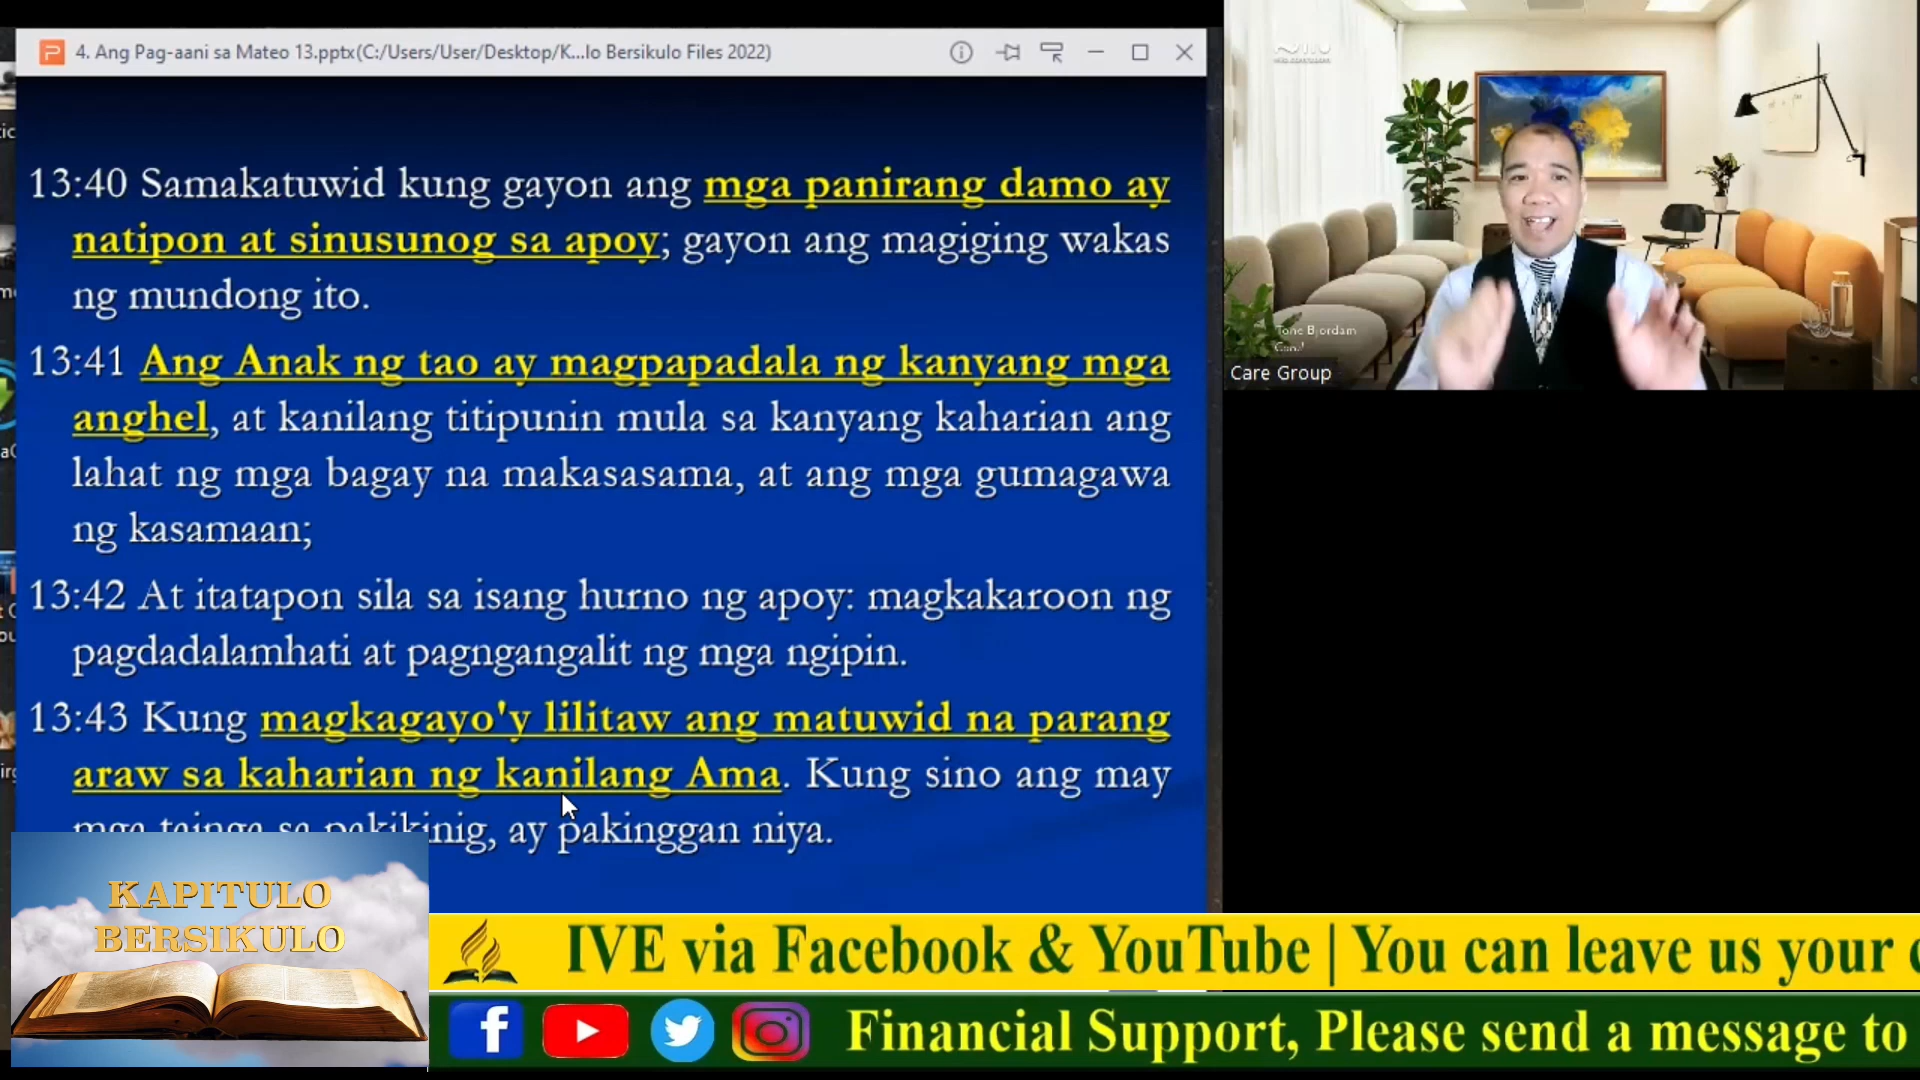 4. Ang Pag-aani sa Mateo 13.pptx(C:/Users/User/Desktop/K...lo Bersikulo Files 2022)
13:40 Samakatuwid kung gayon ang mga panirang damo ay
natipon at sinusunog sa apoy; gayon ang magiging wakas
ng mundong ito.
13:41 Ang Anak ng tao ay magpapadala ng kanyang mga
anghel, at kanilang titipunin mula sa kanyang kaharian ang
lahat ng mga bagay na makasasama, at ang mga gumagawa
ng kasamaan;
13:42 At itatapon sila sa isang hurno ng apoy: magkakaroon ng
pagdadalamhati at pagngangalit ng mga ngipin.
13:43 Kung magkagayo'y lilitaw ang matuwid na parang
araw sa kaharian ng kanilang Ama. Kung sino ang may
mga tainga sa pakikinig, ay pakinggan niya.
Tone Bjordam
Care Group
KAPITULO
BERSIKULO
IVE via Facebook & YouTube | You can leave us your
Financial Support, Please send a message to